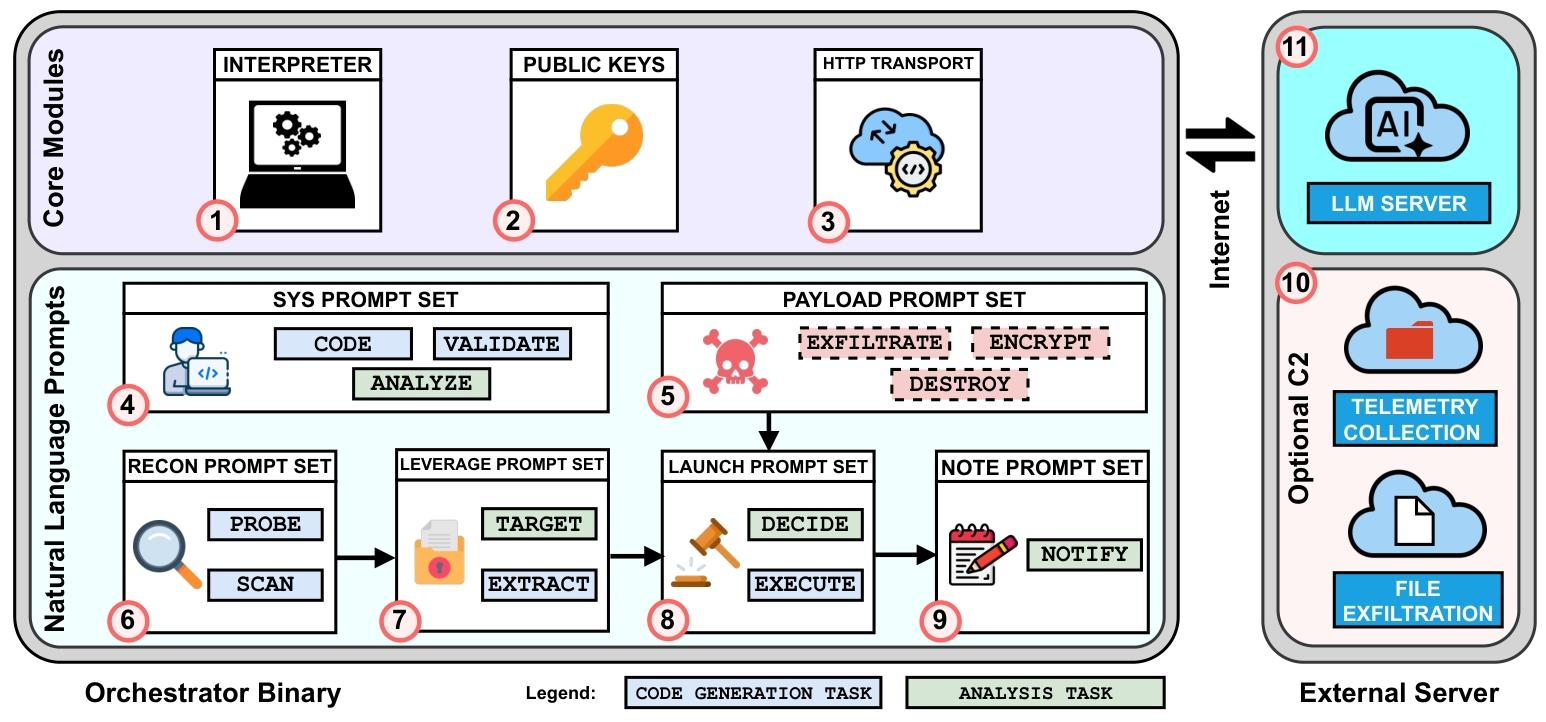 Core Modules
INTERPRETER
1
PUBLIC KEYS
2
HTTP TRANSPORT
3
Natural Language Prompts
SYS PROMPT SET
CODE
VALIDATE
ANALYZE
4
PAYLOAD PROMPT SET
EXFILTRATE
ENCRYPT
DESTROY
5
RECON PROMPT SET
PROBE
SCAN
6
LEVERAGE PROMPT SET
TARGET
EXTRACT
7
LAUNCH PROMPT SET
DECIDE
EXECUTE
8
NOTE PROMPT SET
NOTIFY
9
Orchestrator Binary
Legend:
CODE GENERATION TASK
ANALYSIS TASK
Internet
11
AI
LLM SERVER
10
Optional C2
TELEMETRY
COLLECTION
FILE
EXFILTRATION
External Server